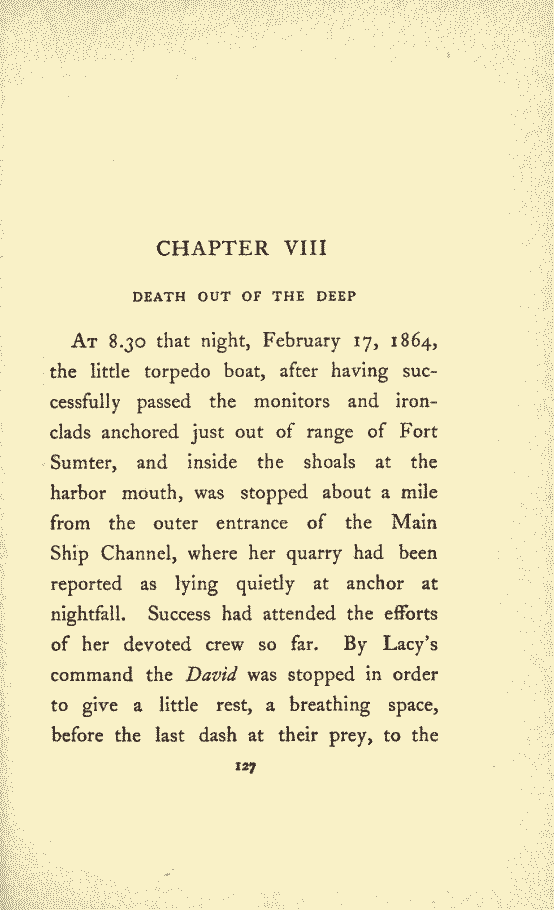 CHAPTER VIII
DEATH OUT OF THE DEEP
At 8.30 that night, February 17, 1864,
the little torpedo boat, after having suc-
cessfully passed the monitors and iron-
clads anchored just out of range of Fort
Sumter, and inside the shoals at the
harbor mouth, was stopped about a mile
from the outer entrance of the Main
Ship Channel, where her quarry had been
reported as lying quietly at anchor at
nightfall. Success had attended the efforts
of her devoted crew so far. By Lacy's
command the David was stopped in order
to give a little rest, a breathing space,
before the last dash at their prey, to the
127